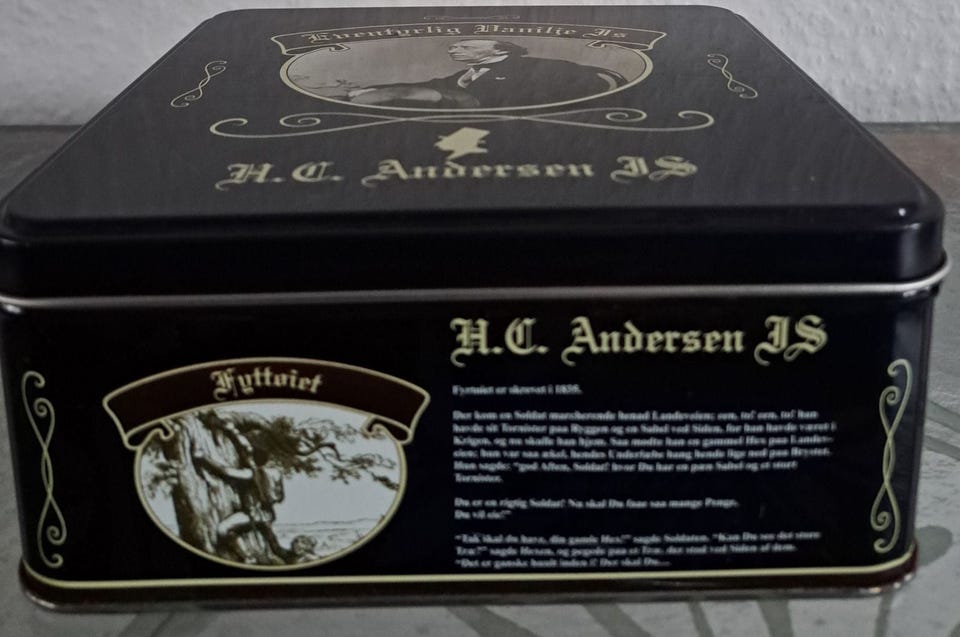 Eventyrlig Vanilje Is
H.C. Andersen IS
H.C. Andersen IS
Fyttøiet
Fyrtøiet er skrevet i 1835.
Der kom en Soldat marcherende henad Landeveien: een, to! een, to! han
havde sit Tornister paa Ryggen og en Sabel ved Siden, for han havde været i
Krigen, og nu skulle han hjem. Saa mødte han en gammel Hex paa Lande-
veien; hun var saa ækel, hendes Underlæbe hang hende lige ned paa Brystet.
Hun sagde: "god Aften, Soldat! hvor Du har en pæn Sabel og et stort
Tornister.
Du er en rigtig Soldat! Nu skal Du faae saa mange Penge,
Du vil eie!"
"Tak skal du have, din gamle Hex!" sagde Soldaten. "Kan Du see det store
Træ?" sagde Hexen, og pegede paa et Træ, der stod ved Siden af dem.
"Det er ganske huult inden i! Der skal Du...